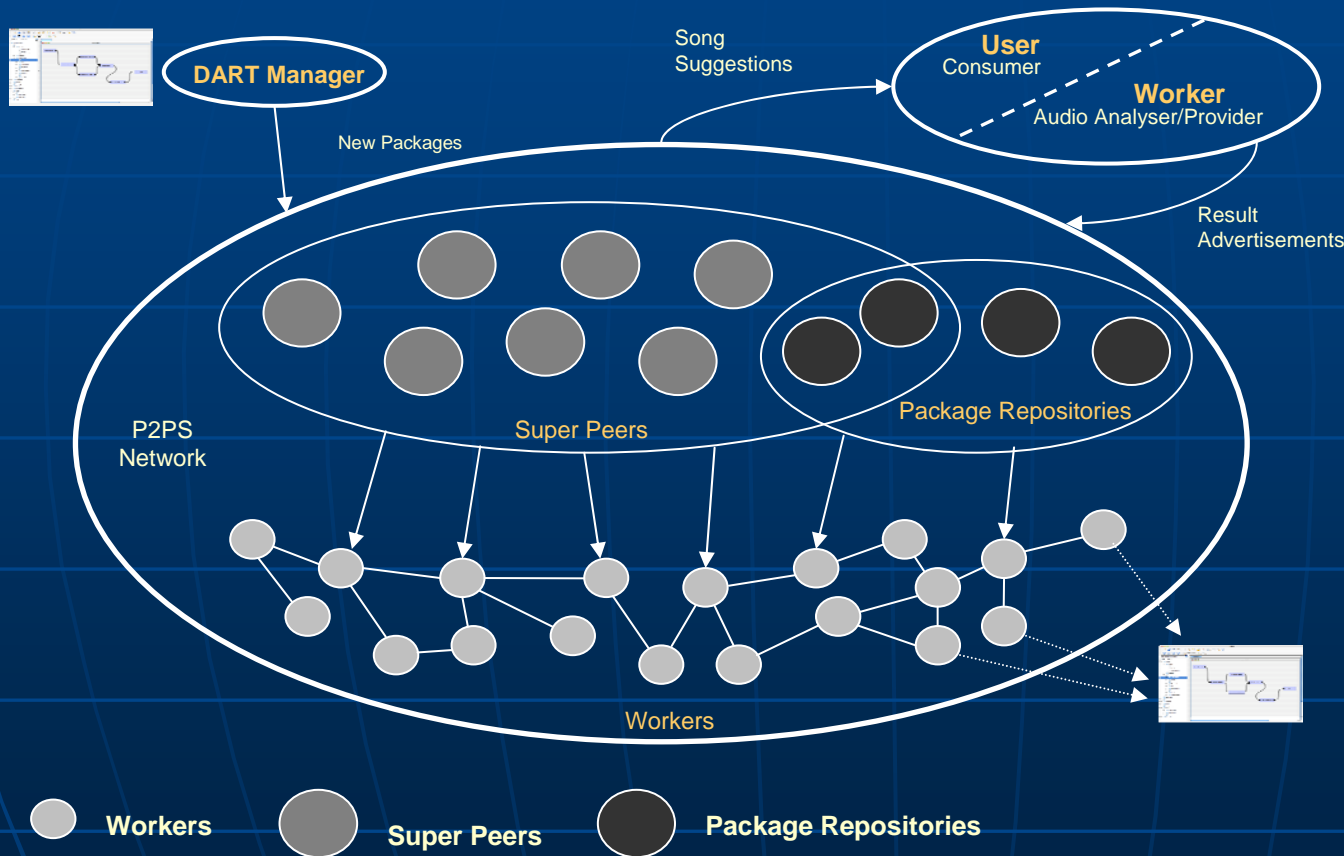 DART Manager
Song
Suggestions
User
Consumer
Worker
Audio Analyser/Provider
New Packages
Result
Advertisements
Package Repositories
Super Peers
P2PS
Network
Workers
Workers
Super Peers
Package Repositories